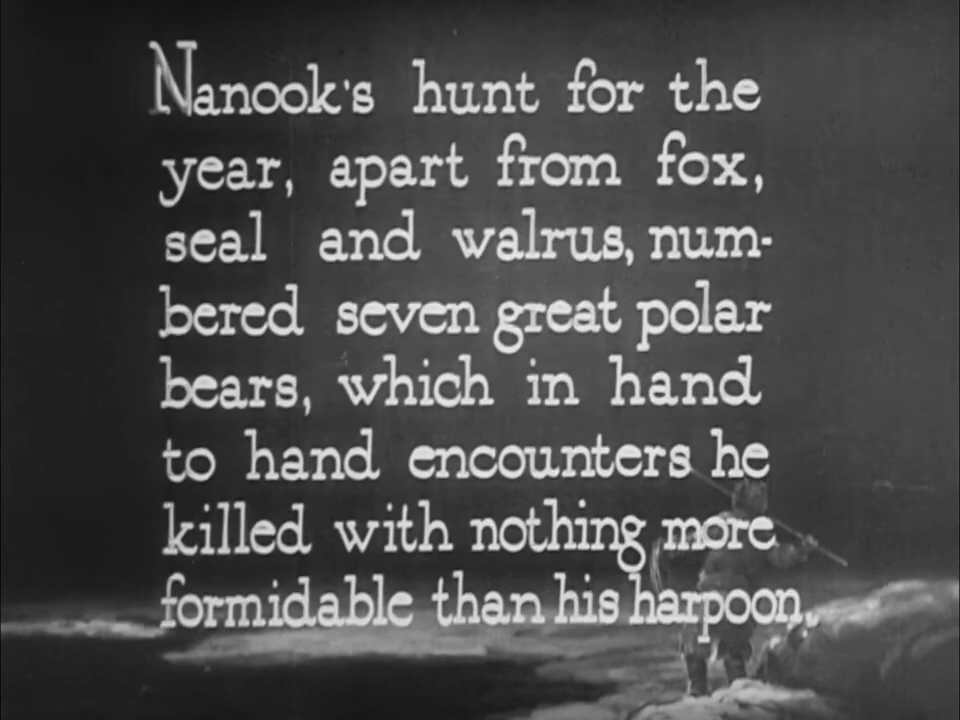 Nanook's hunt for the
year, apart from fox,
seal and walrus, num-
bered seven great polar
bears, which in hand
to hand encounters he
killed with nothing more
formidable than his harpoon.